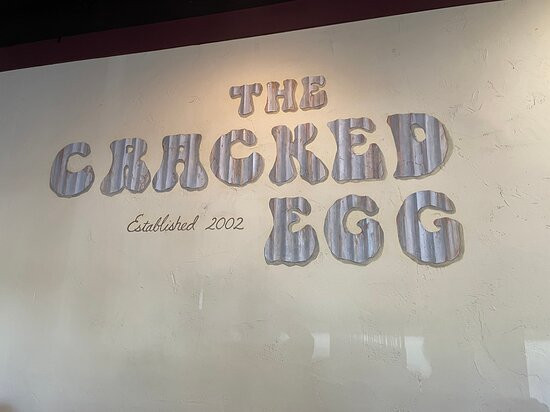 THE
CRACKED
Established 2002
EGG